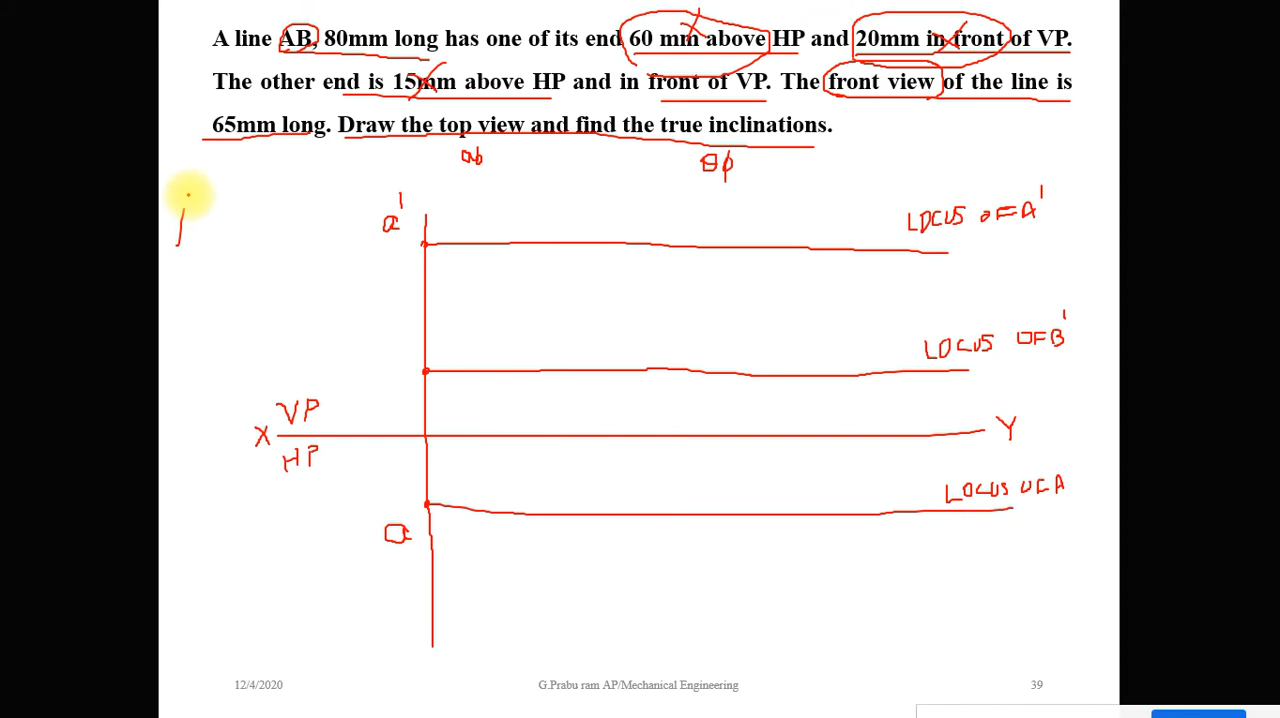 A line AB, 80mm long has one of its end 60 mm above HP and 20mm in front of VP.
The other end is 15mm above HP and in front of VP. The front view of the line is
65mm long. Draw the top view and find the true inclinations.
ab
θ φ
a'
LOCUS OF A'
LOCUS OF B'
VP
X Y
HP
LOCUS OF A
a
12/4/2020 G.Prabu ram AP/Mechanical Engineering 39